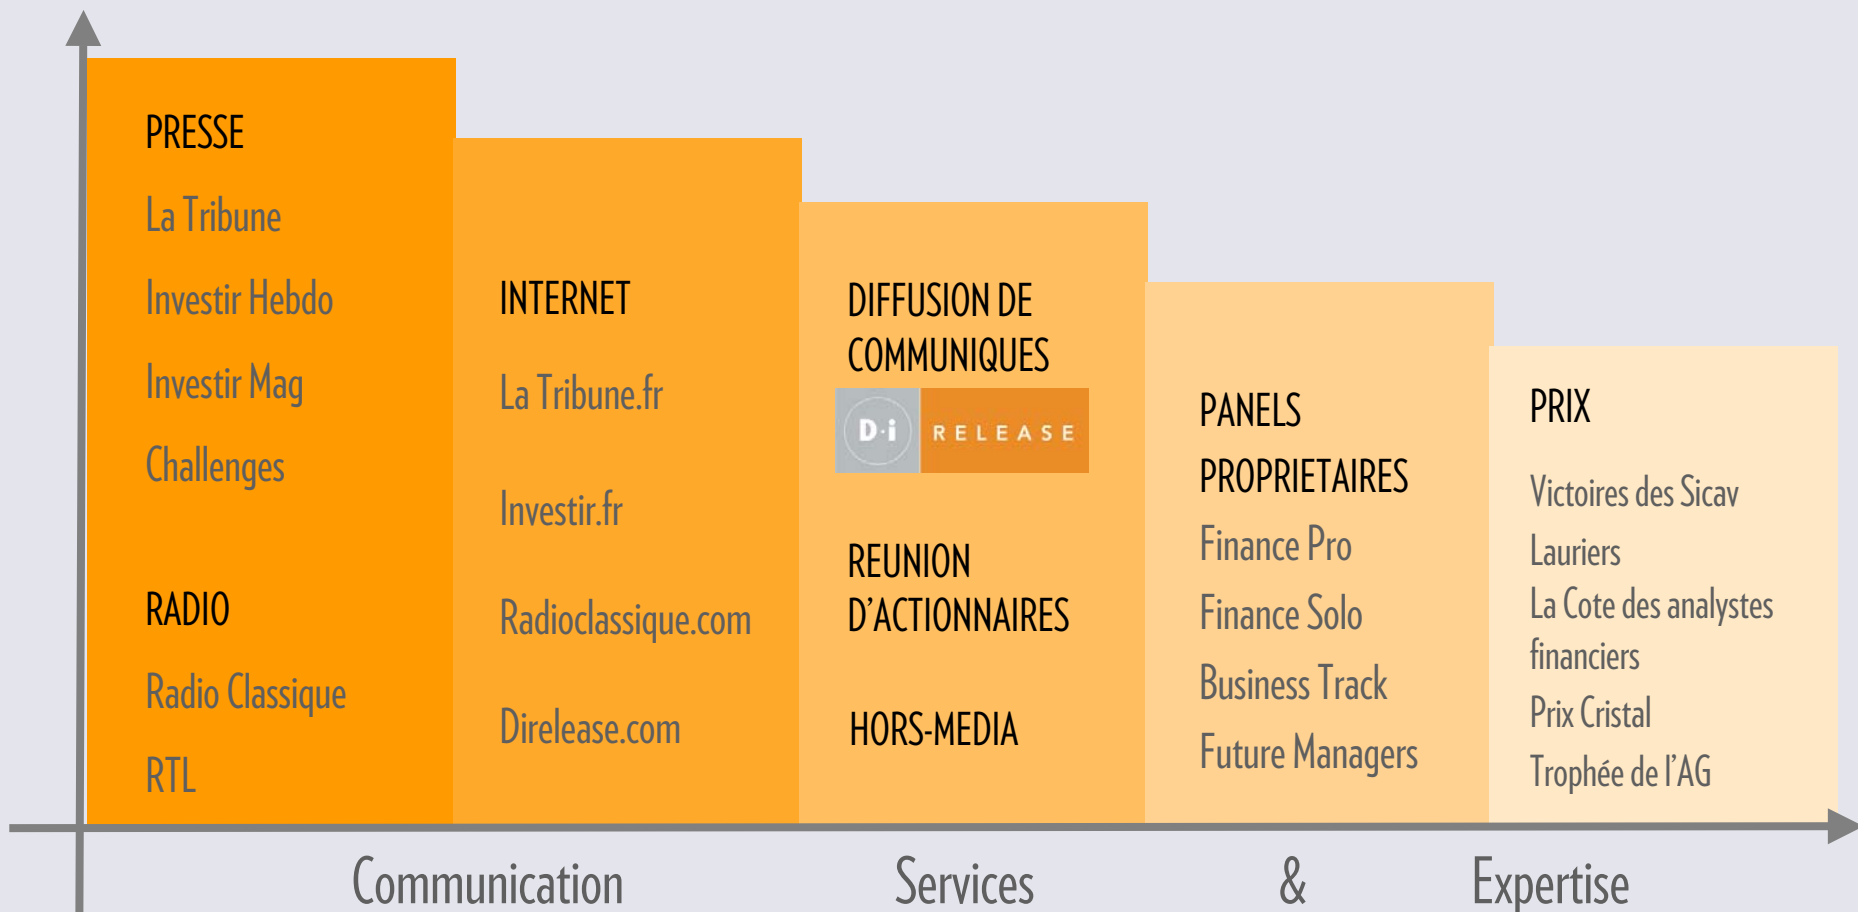 PRESSE
La Tribune
Investir Hebdo
Investir Mag
Challenges
RADIO
Radio Classique
RTL
INTERNET
La Tribune.fr
Investir.fr
Radioclassique.com
Direlease.com
DIFFUSION DE
COMMUNIQUES
D·i RELEASE
REUNION
D’ACTIONNAIRES
HORS-MEDIA
PANELS
PROPRIETAIRES
Finance Pro
Finance Solo
Business Track
Future Managers
PRIX
Victoires des Sicav
Lauriers
La Cote des analystes
financiers
Prix Cristal
Trophée de l’AG
Communication Services & Expertise